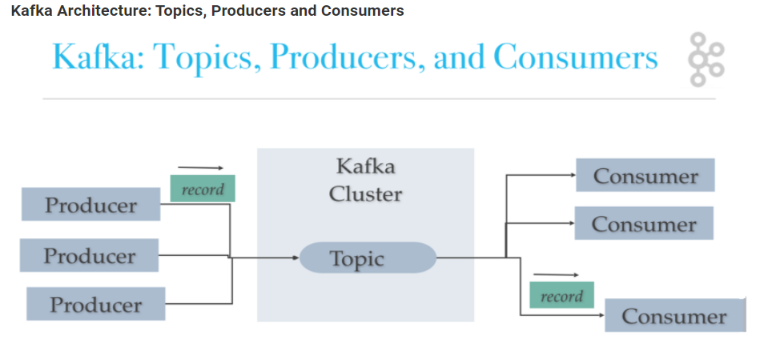 Kafka Architecture: Topics, Producers and Consumers
Kafka: Topics, Producers, and Consumers
Kafka
Cluster
record
Producer
Producer
Producer
Topic
Consumer
Consumer
record
Consumer